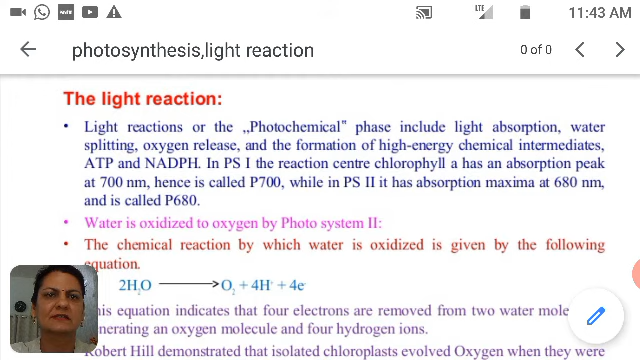 LTE 11:43 AM
photosynthesis,light reaction 0 of 0
The light reaction:
• Light reactions or the „Photochemical" phase include light absorption, water
splitting, oxygen release, and the formation of high-energy chemical intermediates,
ATP and NADPH. In PS I the reaction centre chlorophyll a has an absorption peak
at 700 nm, hence is called P700, while in PS II it has absorption maxima at 680 nm,
and is called P680.
• Water is oxidized to oxygen by Photo system II:
• The chemical reaction by which water is oxidized is given by the following
equation.
2H₂O ⟶ O₂ + 4H⁺ + 4e⁻
This equation indicates that four electrons are removed from two water
generating an oxygen molecule and four hydrogen ions.
Robert Hill demonstrated that isolated chloroplasts evolved Oxygen when they were